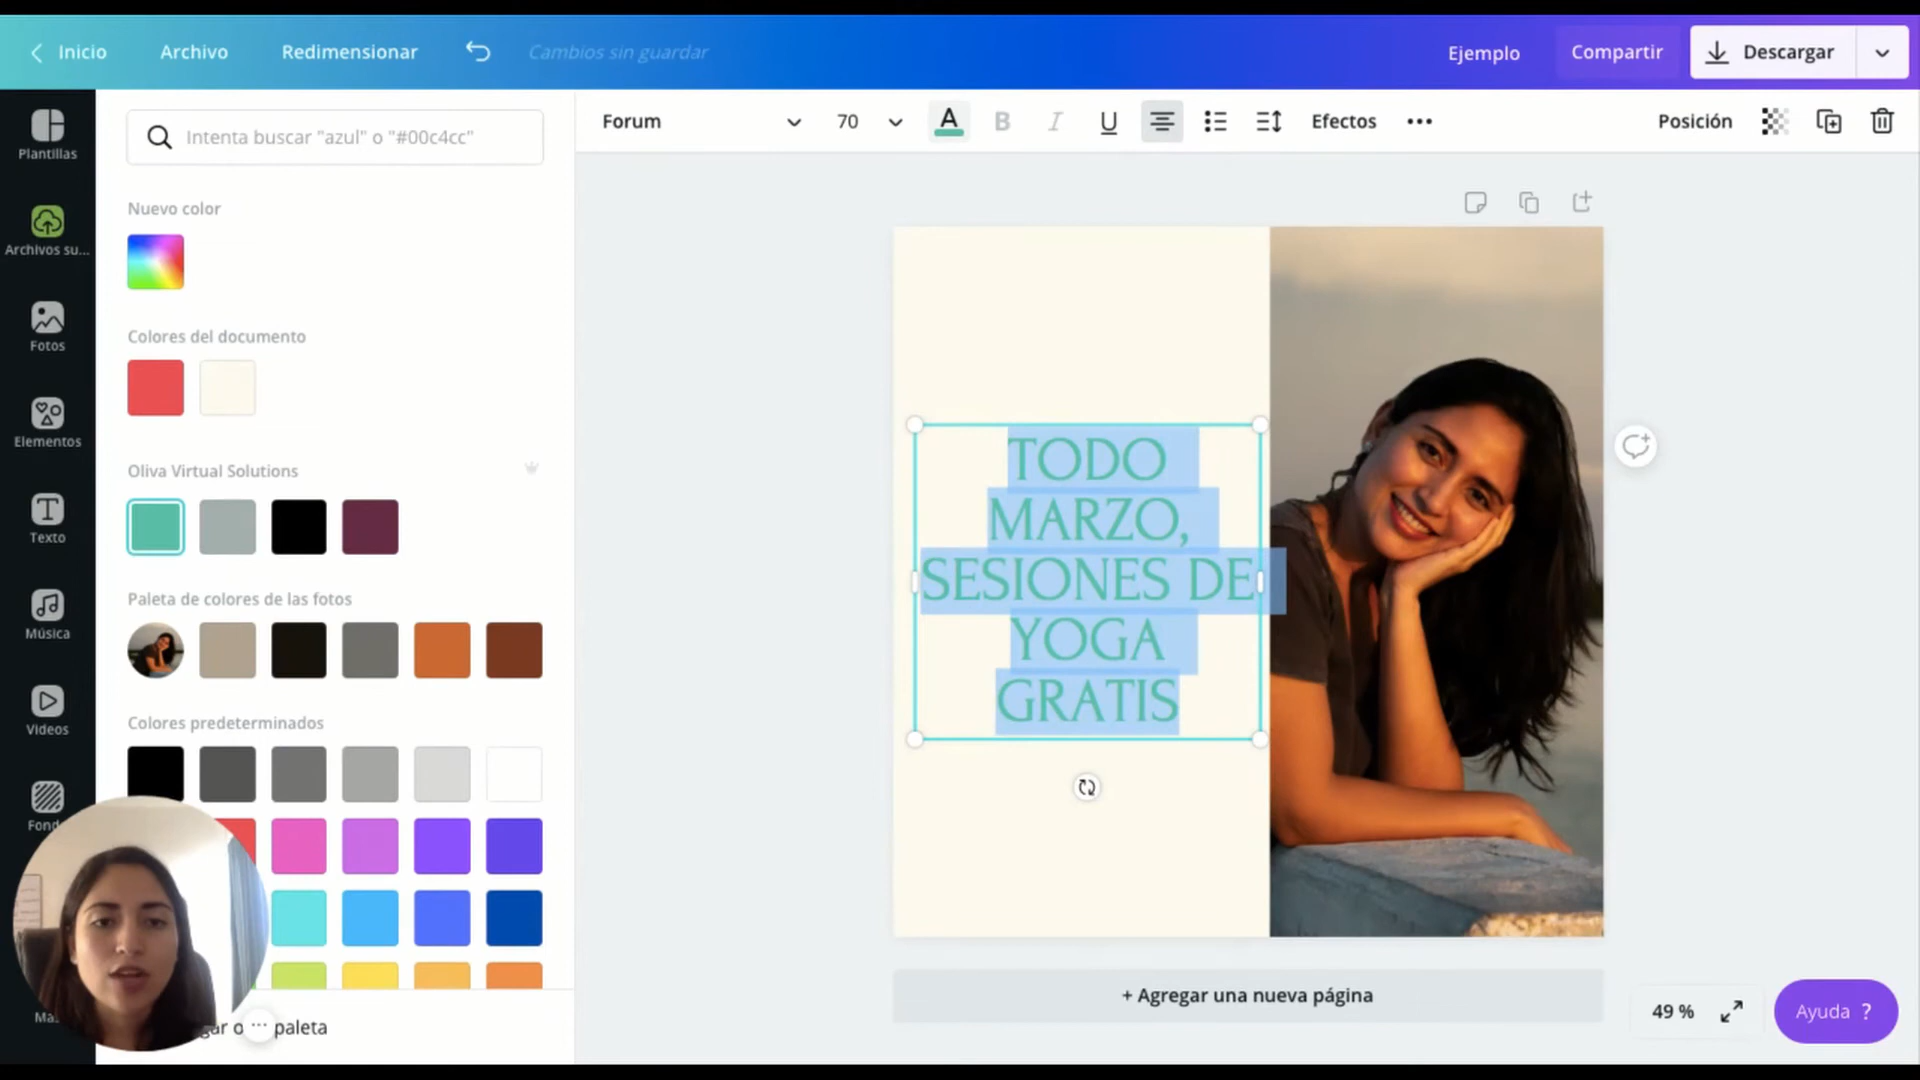 Inicio
Archivo
Redimensionar
Cambios sin guardar
Ejemplo
Compartir
Descargar
Plantillas
Archivos su...
Fotos
Elementos
Texto
Música
Videos
Intenta buscar "azul" o "#00c4cc"
Nuevo color
Colores del documento
Oliva Virtual Solutions
Paleta de colores de las fotos
Colores predeterminados
paleta
Forum
70
A
B
I
U
Efectos
Posición
TODO
MARZO,
SESIONES DE
YOGA
GRATIS
+ Agregar una nueva página
49 %
Ayuda ?